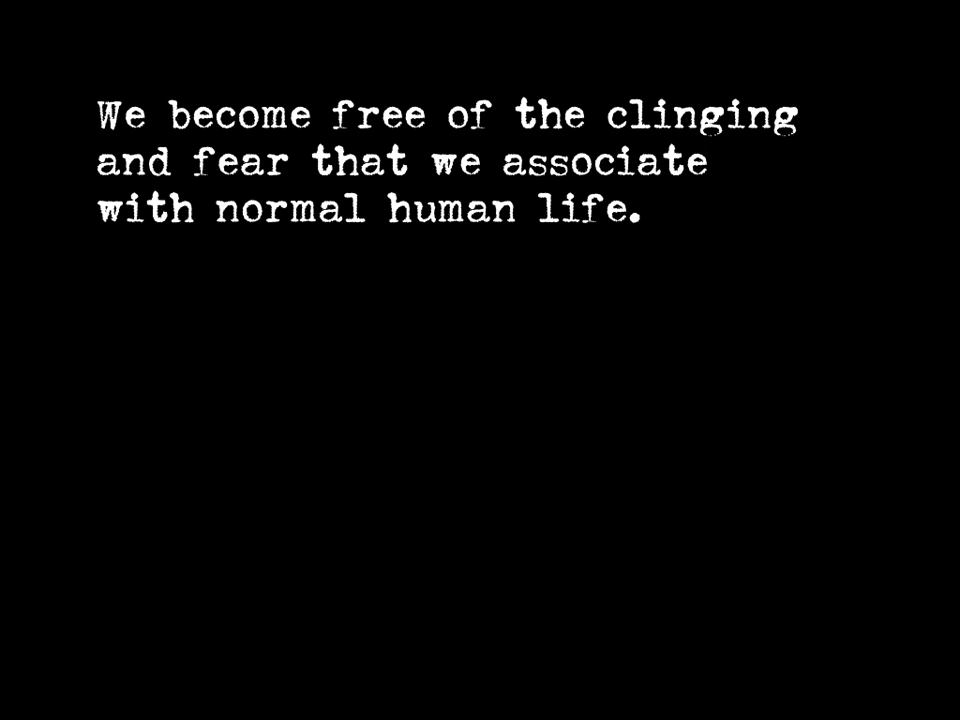 We become free of the clinging
and fear that we associate
with normal human life.